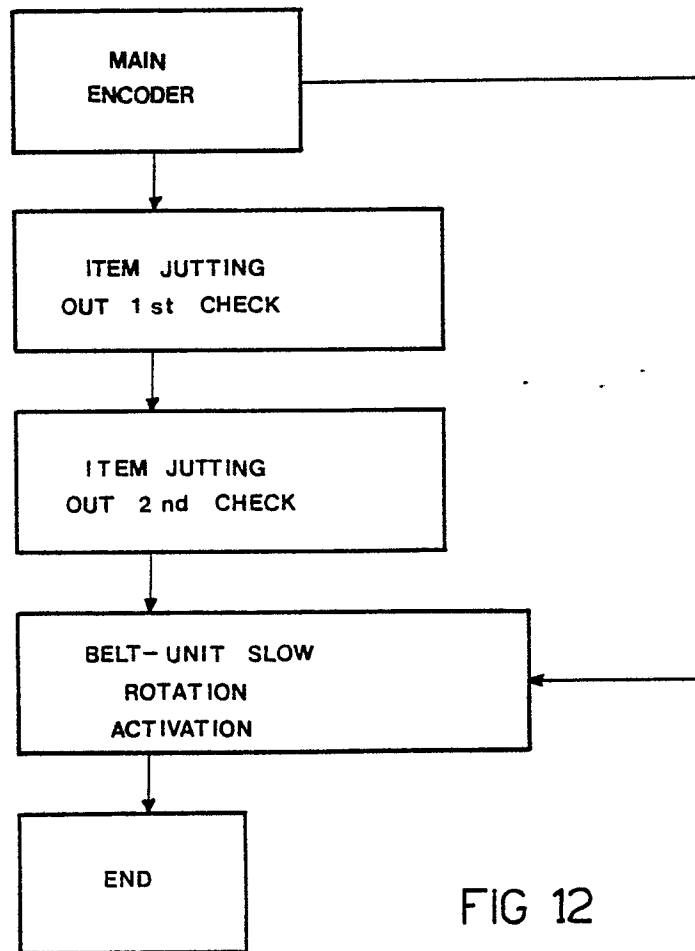 MAIN
ENCODER
ITEM JUTTING
OUT 1st CHECK
ITEM JUTTING
OUT 2nd CHECK
BELT-UNIT SLOW
ROTATION
ACTIVATION
END
FIG 12